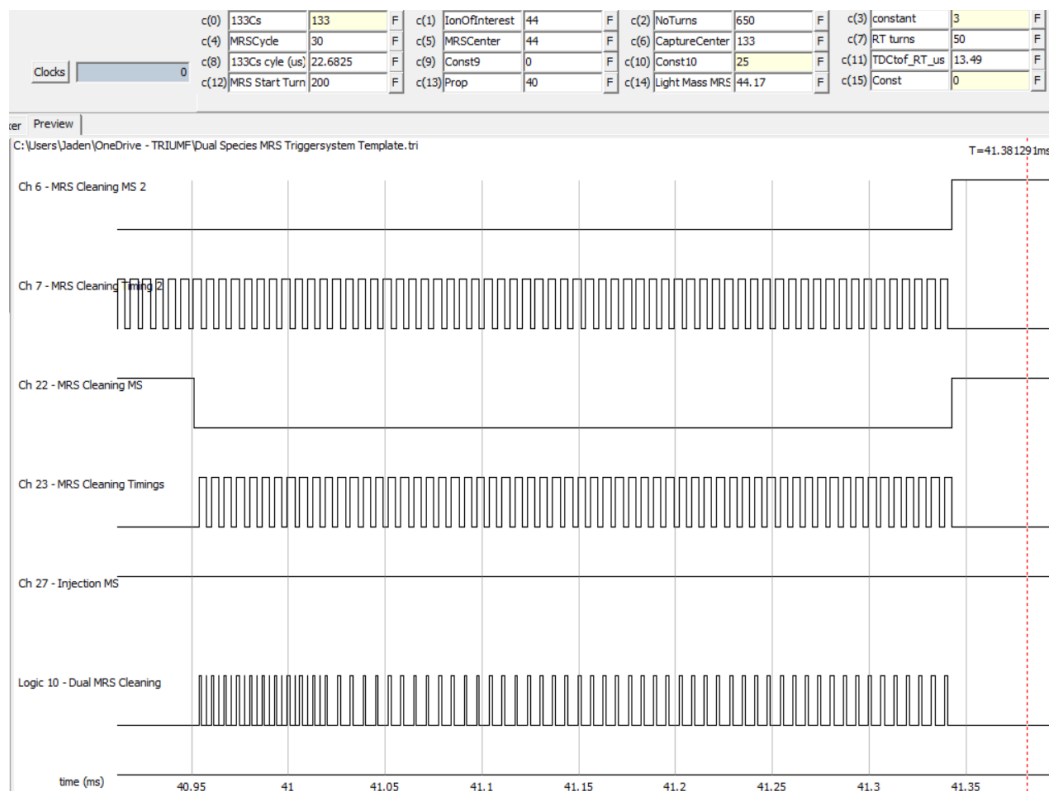 c(0) 133Cs 133 F c(1) IonOfInterest 44 F c(2) NoTurns 650 F c(3) constant 3 F
c(4) MRSCycle 30 F c(5) MRSCenter 44 F c(6) CaptureCenter 133 F c(7) RT turns 50 F
Clocks 0 c(8) 133Cs cyle (us) 22.6825 F c(9) Const9 0 F c(10) Const10 25 F c(11) TDCtof_RT_us 13.49 F
c(12) MRS Start Turn 200 F c(13) Prop 40 F c(14) Light Mass MRS 44.17 F c(15) Const 0 F
xer Preview
C:\Users\Jaden\OneDrive - TRIUMF\Dual Species MRS Triggersystem Template.tri
T=41.381291ms
Ch 6 - MRS Cleaning MS 2
Ch 7 - MRS Cleaning Timing 2
Ch 22 - MRS Cleaning MS
Ch 23 - MRS Cleaning Timings
Ch 27 - Injection MS
Logic 10 - Dual MRS Cleaning
time (ms) 40.95 41 41.05 41.1 41.15 41.2 41.25 41.3 41.35